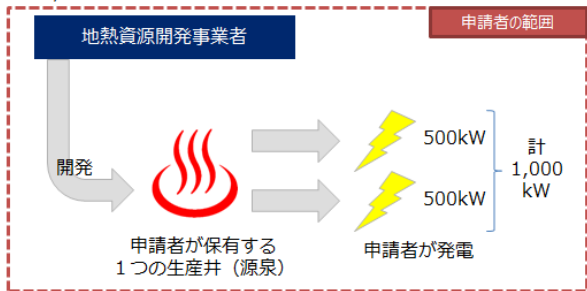 申請者の範囲
地熱資源開発事業者
開発
500kW
500kW
計
1,000
kW
申請者が保有する
１つの生産井（源泉）
申請者が発電